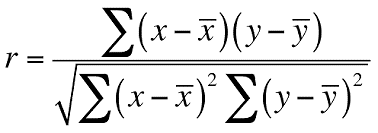 r = ∑(x − x̅)(y − y̅) / √∑(x − x̅)² ∑(y − y̅)²